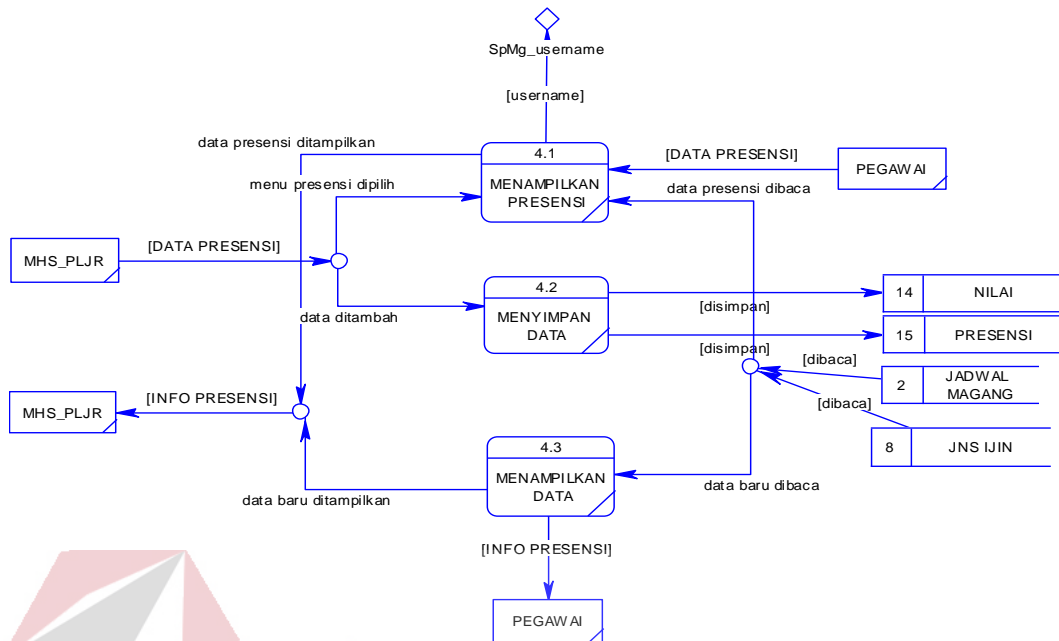 SpMg_username
[username]
data presensi ditampilkan
4.1
MENAMPILKAN
PRESENSI
[DATA PRESENSI]
PEGAWAI
menu presensi dipilih
data presensi dibaca
MHS_PLJR
[DATA PRESENSI]
4.2
MENYIMPAN
DATA
data ditambah
[disimpan]
14
NILAI
[disimpan]
15
PRESENSI
[dibaca]
2
JADWAL
MAGANG
[dibaca]
8
JNS IJIN
MHS_PLJR
[INFO PRESENSI]
4.3
MENAMPILKAN
DATA
data baru ditampilkan
data baru dibaca
[INFO PRESENSI]
PEGAWAI